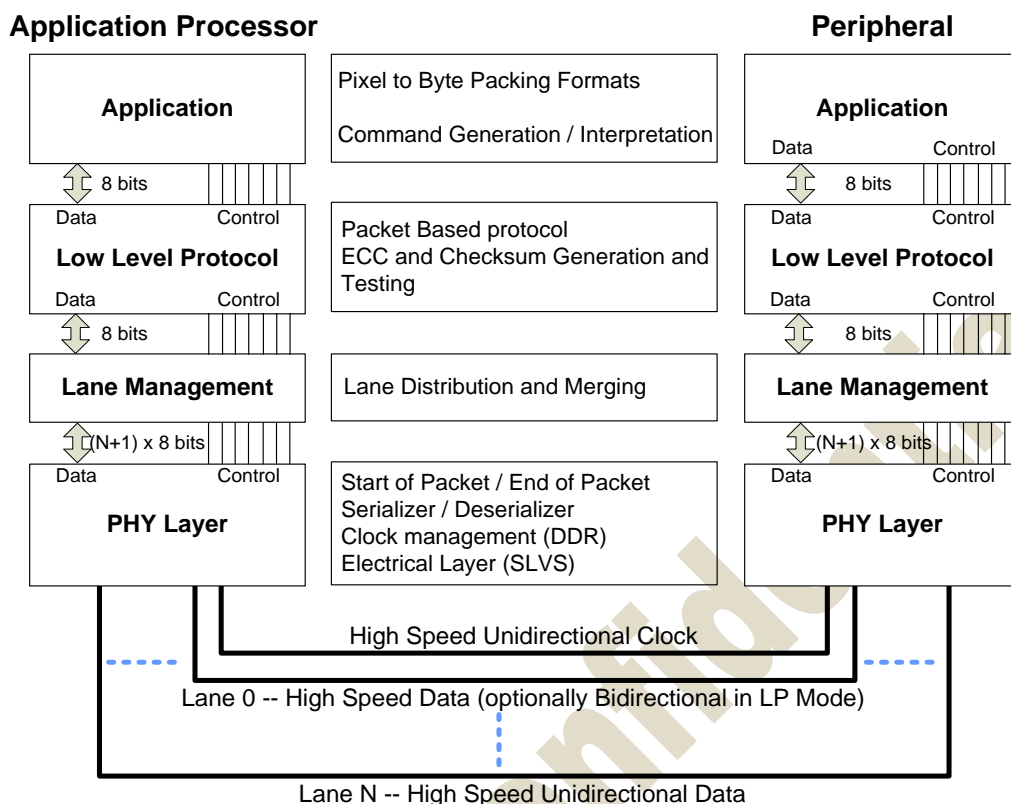 Application Processor
Peripheral
Application
Pixel to Byte Packing Formats
Command Generation / Interpretation
Application
Data Control
8 bits
8 bits
Data Control
Low Level Protocol
Data Control
Packet Based protocol
ECC and Checksum Generation and
Testing
Data Control
Low Level Protocol
Data Control
8 bits
8 bits
Lane Management
Lane Distribution and Merging
Lane Management
(N+1) x 8 bits
(N+1) x 8 bits
Data Control
PHY Layer
Start of Packet / End of Packet
Serializer / Deserializer
Clock management (DDR)
Electrical Layer (SLVS)
Data Control
PHY Layer
High Speed Unidirectional Clock
Lane 0 -- High Speed Data (optionally Bidirectional in LP Mode)
Lane N -- High Speed Unidirectional Data